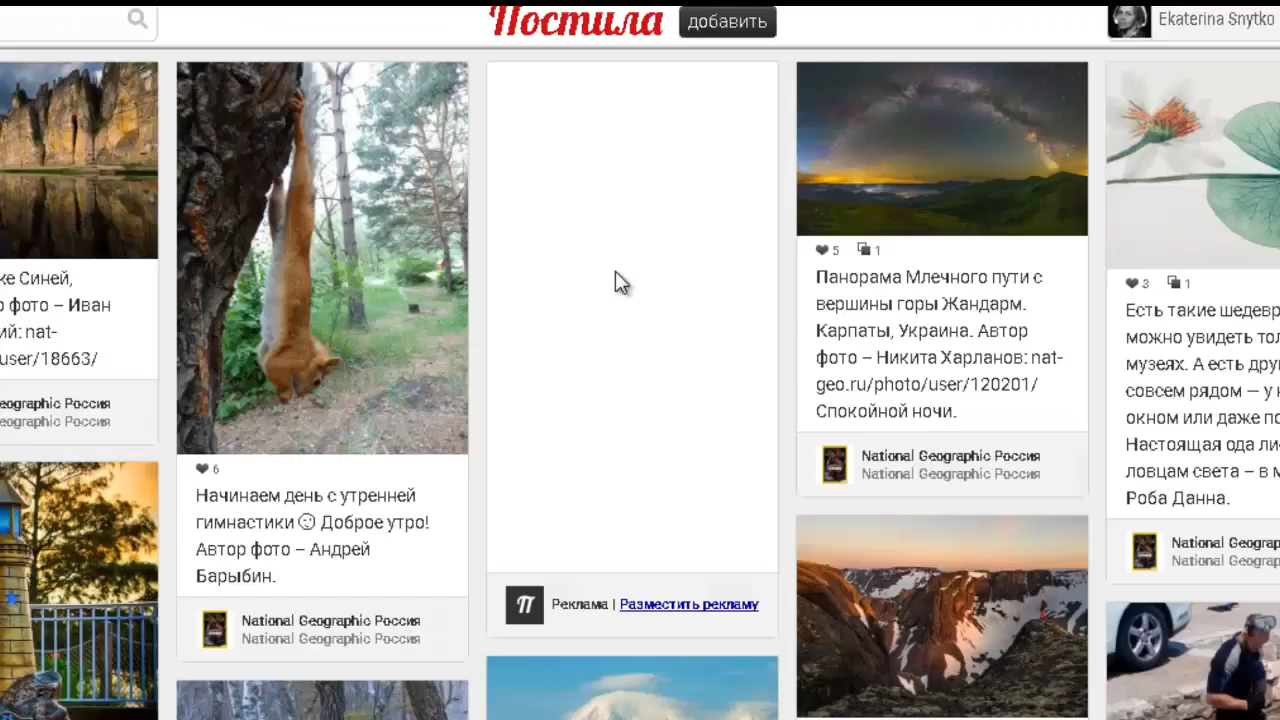 Постила
добавить
Ekaterina Snytko
ке Синей,
фото – Иван
ий: nat-
user/18663/
eographic Россия
eographic Россия
6
Начинаем день с утренней
гимнастики Доброе утро!
Автор фото – Андрей
Барыбин.
National Geographic Россия
National Geographic Россия
П
Реклама | Разместить рекламу
5 1
Панорама Млечного пути с
вершины горы Жандарм.
Карпаты, Украина. Автор
фото – Никита Харланов: nat-
geo.ru/photo/user/120201/
Спокойной ночи.
National Geographic Россия
National Geographic Россия
3 1
Есть такие шедевр
можно увидеть тол
музеях. А есть дру
совсем рядом – у н
окном или даже по
Настоящая ода ли
ловцам света – в м
Роба Данна.
National Geograp
National Geograp